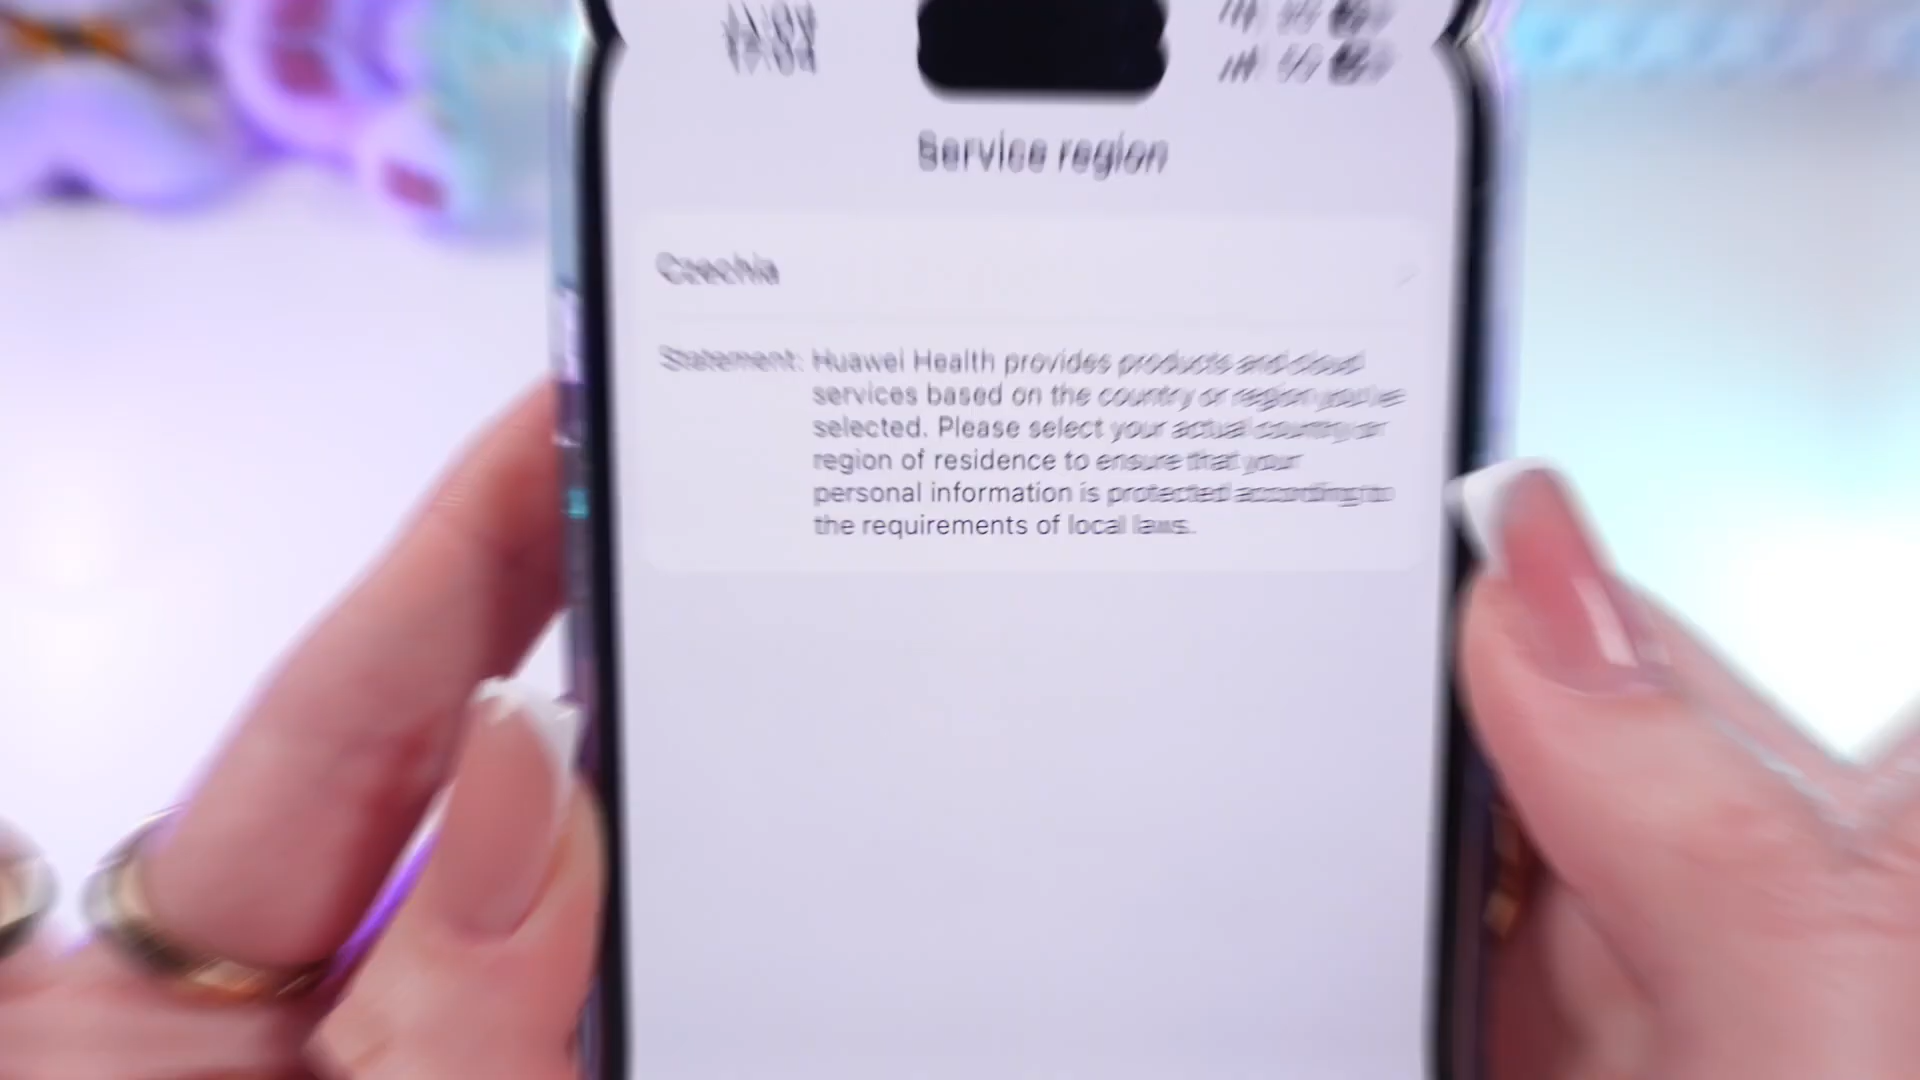 Service region
Czechia
Statement: Huawei Health provides products and cloud
services based on the country or region you've
selected. Please select your actual country or
region of residence to ensure that your
personal information is protected according to
the requirements of local laws.